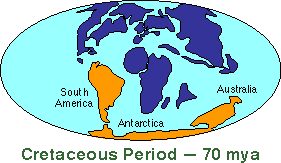 South
America
Australia
Antarctica
Cretaceous Period — 70 mya